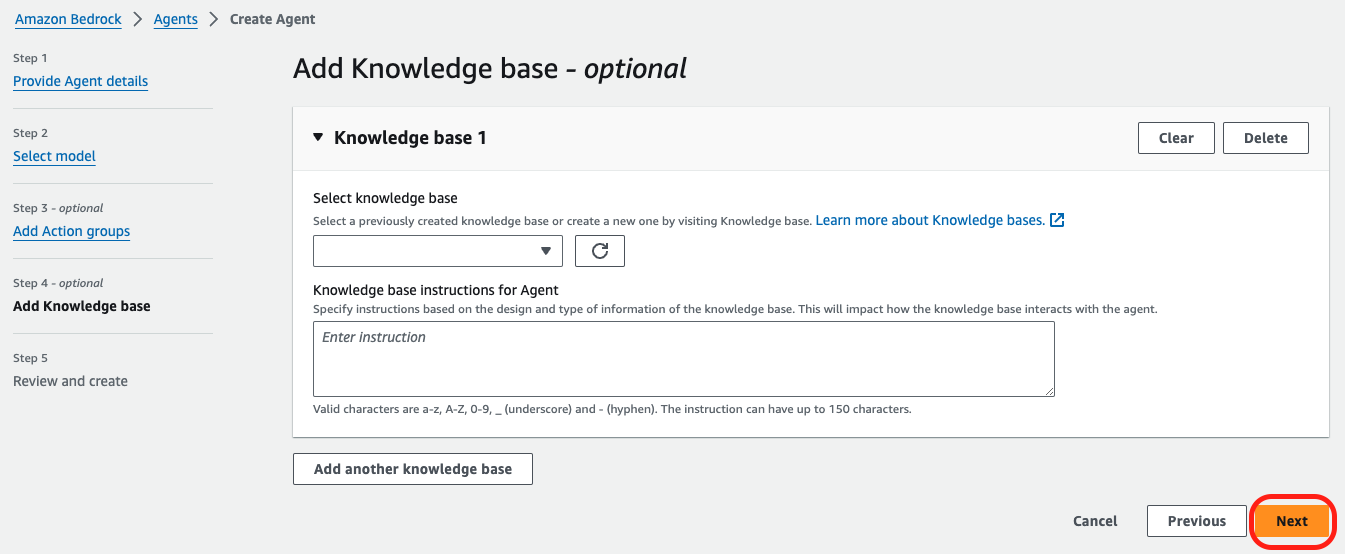 Amazon Bedrock > Agents > Create Agent
Step 1
Provide Agent details
Step 2
Select model
Step 3 - optional
Add Action groups
Step 4 - optional
Add Knowledge base
Step 5
Review and create
Add Knowledge base - optional
Knowledge base 1
Clear
Delete
Select knowledge base
Select a previously created knowledge base or create a new one by visiting Knowledge base. Learn more about Knowledge bases.
Knowledge base instructions for Agent
Specify instructions based on the design and type of information of the knowledge base. This will impact how the knowledge base interacts with the agent.
Enter instruction
Valid characters are a-z, A-Z, 0-9, _ (underscore) and - (hyphen). The instruction can have up to 150 characters.
Add another knowledge base
Cancel
Previous
Next